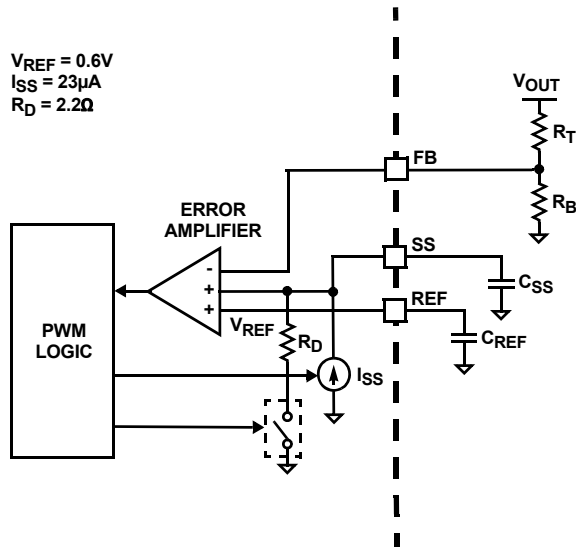 V_REF = 0.6V
I_SS = 23µA
R_D = 2.2Ω
V_OUT
R_T
FB
R_B
ERROR
AMPLIFIER
SS
-
+
+
C_SS
REF
V_REF
R_D
C_REF
PWM
LOGIC
I_SS